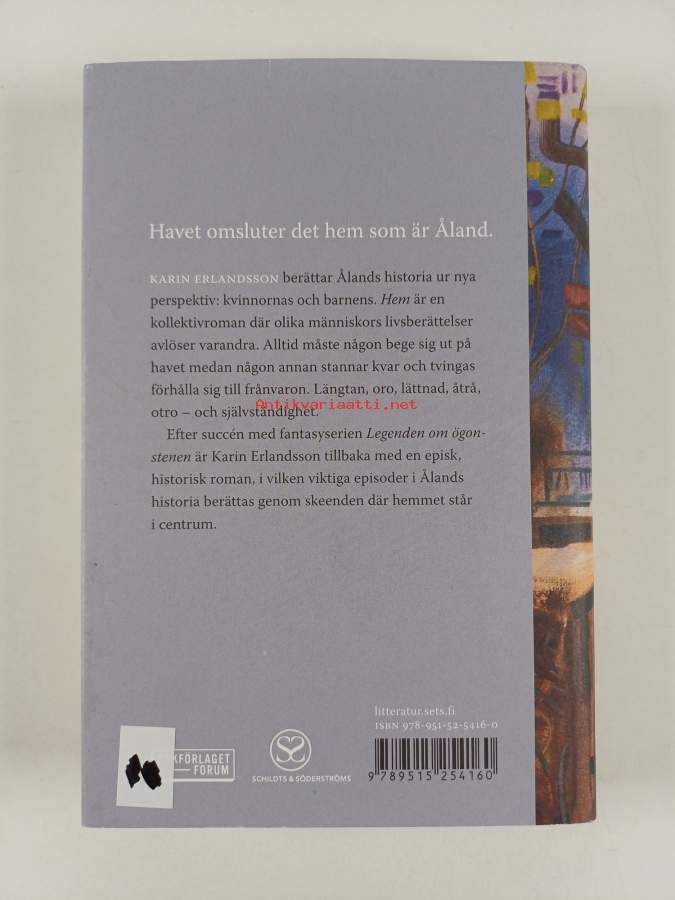 Havet omsluter det hem som är Åland.
KARIN ERLANDSSON berättar Ålands historia ur nya
perspektiv: kvinnornas och barnens. Hem är en
kollektivroman där olika människors livsberättelser
avlöser varandra. Alltid måste någon bege sig ut på
havet medan någon annan stannar kvar och tvingas
förhålla sig till frånvaron. Längtan, oro, lättnad, åtrå,
Antikvariaatti.net
otro – och självständighet.
Efter succén med fantasyserien Legenden om ögon-
stenen är Karin Erlandsson tillbaka med en episk,
historisk roman, i vilken viktiga episoder i Ålands
historia berättas genom skeenden där hemmet står
i centrum.
litteratur.sets.fi
ISBN 978-951-52-5416-0
KFÖRLAGET
FORUM
SCHILDTS & SÖDERSTRÖMS
9 789515 254160